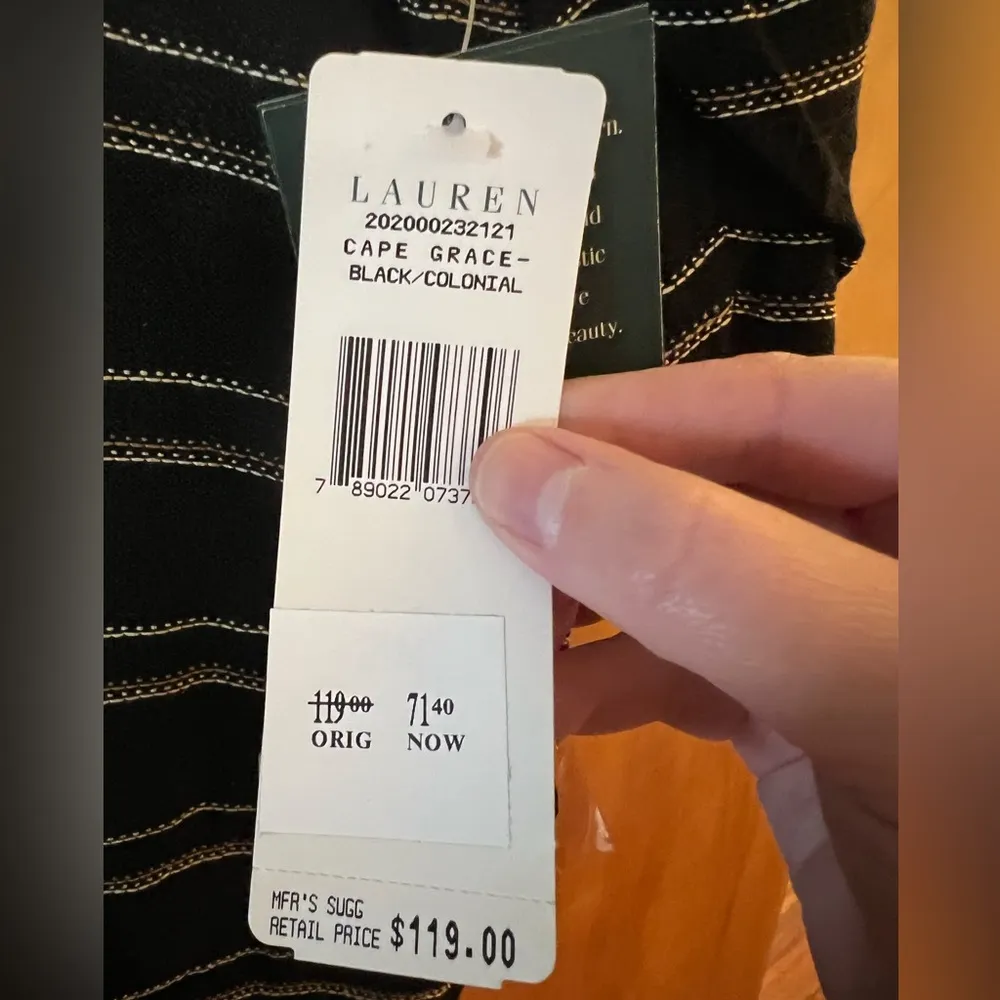 LAUREN
202000232121
CAPE GRACE-
BLACK/COLONIAL
7 89022 0737
119.00 71.40
ORIG NOW
MFR'S SUGG
RETAIL PRICE $119.00